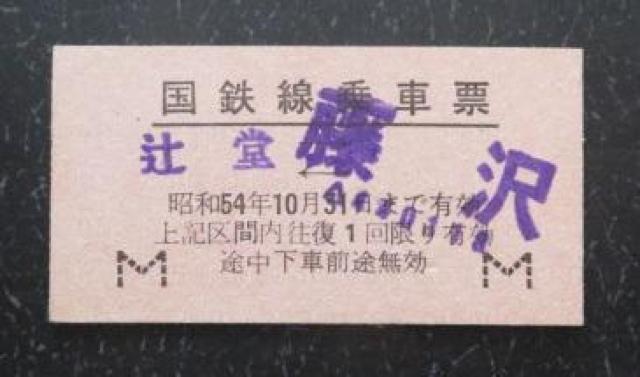 国鉄線乗車票
辻堂 藤沢
昭和54年10月31日まで有効
上記区間内往復1回限り有効
途中下車前途無効
M M